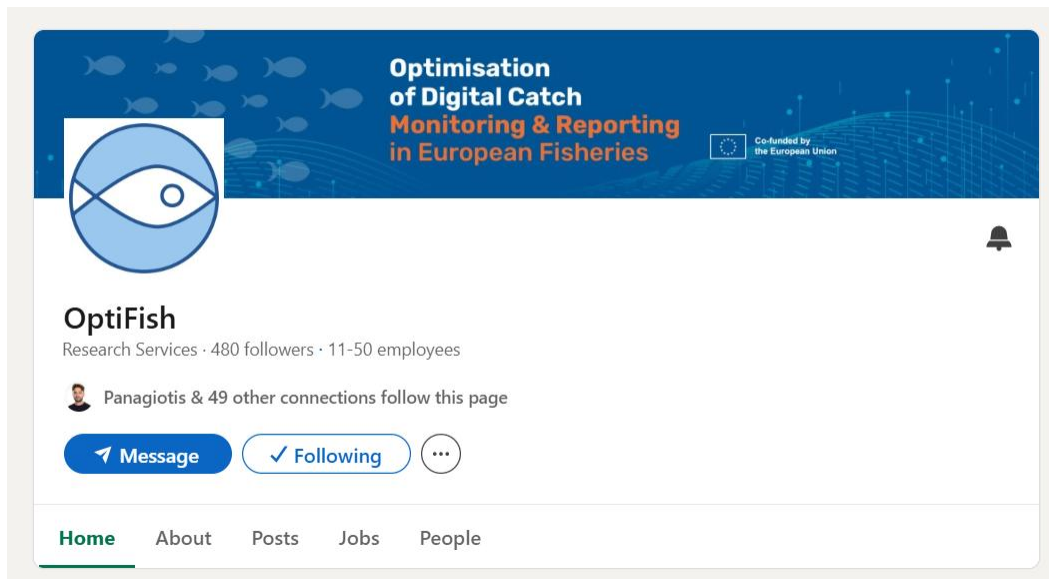 Optimisation
of Digital Catch
Monitoring & Reporting
in European Fisheries
Co-funded by
the European Union
OptiFish
Research Services · 480 followers · 11-50 employees
Panagiotis & 49 other connections follow this page
Message
Following
Home About Posts Jobs People